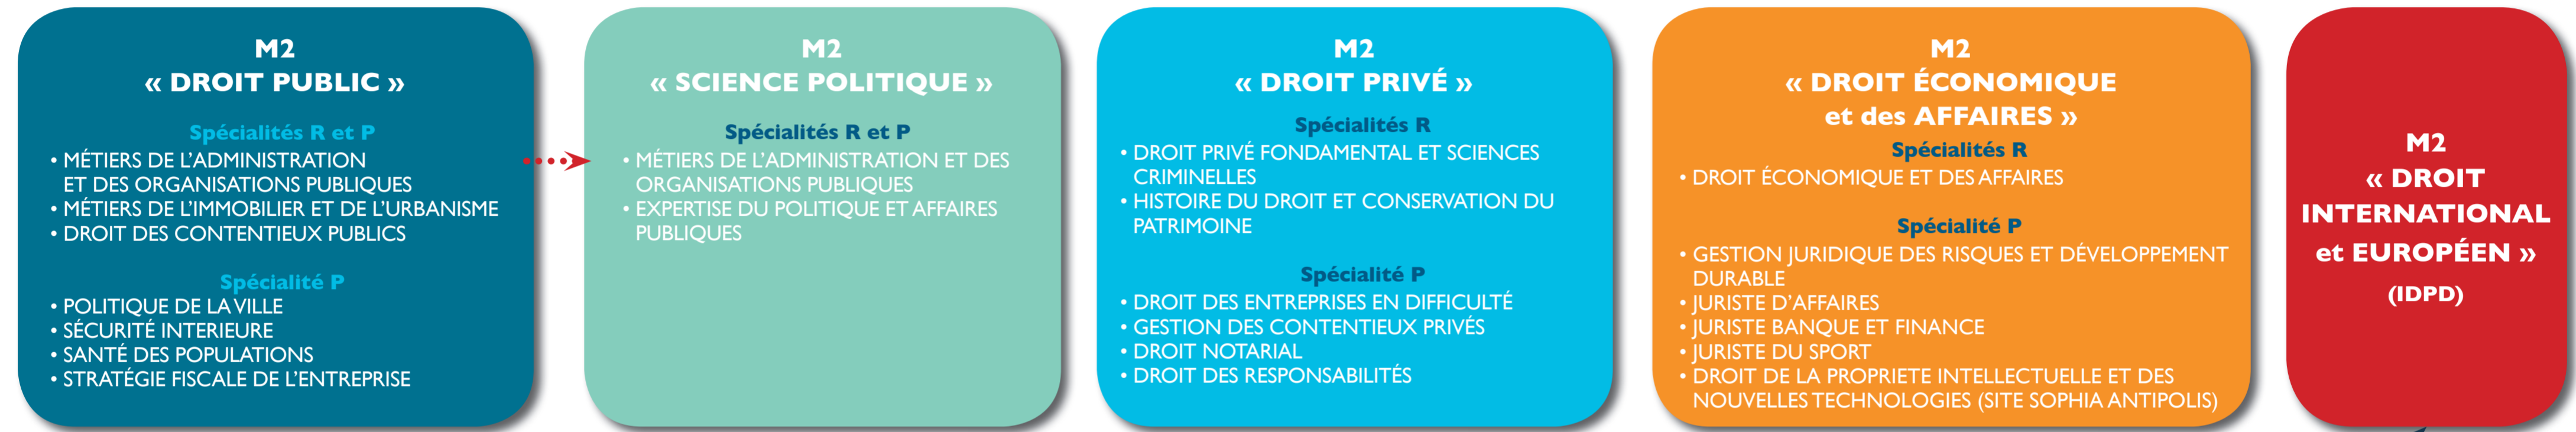 M2
« DROIT PUBLIC »
Spécialités R et P
• MÉTIERS DE L'ADMINISTRATION
ET DES ORGANISATIONS PUBLIQUES
• MÉTIERS DE L'IMMOBILIER ET DE L'URBANISME
• DROIT DES CONTENTIEUX PUBLICS
Spécialité P
• POLITIQUE DE LA VILLE
• SÉCURITÉ INTERIEURE
• SANTÉ DES POPULATIONS
• STRATÉGIE FISCALE DE L'ENTREPRISE
M2
« SCIENCE POLITIQUE »
Spécialités R et P
• MÉTIERS DE L'ADMINISTRATION ET DES
ORGANISATIONS PUBLIQUES
• EXPERTISE DU POLITIQUE ET AFFAIRES
PUBLIQUES
M2
« DROIT PRIVÉ »
Spécialités R
• DROIT PRIVÉ FONDAMENTAL ET SCIENCES
CRIMINELLES
• HISTOIRE DU DROIT ET CONSERVATION DU
PATRIMOINE
Spécialité P
• DROIT DES ENTREPRISES EN DIFFICULTÉ
• GESTION DES CONTENTIEUX PRIVÉS
• DROIT NOTARIAL
• DROIT DES RESPONSABILITÉS
M2
« DROIT ÉCONOMIQUE
et des AFFAIRES »
Spécialités R
• DROIT ÉCONOMIQUE ET DES AFFAIRES
Spécialité P
• GESTION JURIDIQUE DES RISQUES ET DÉVELOPPEMENT
DURABLE
• JURISTE D'AFFAIRES
• JURISTE BANQUE ET FINANCE
• JURISTE DU SPORT
• DROIT DE LA PROPRIETE INTELLECTUELLE ET DES
NOUVELLES TECHNOLOGIES (SITE SOPHIA ANTIPOLIS)
M2
« DROIT
INTERNATIONAL
et EUROPÉEN »
(IDPD)